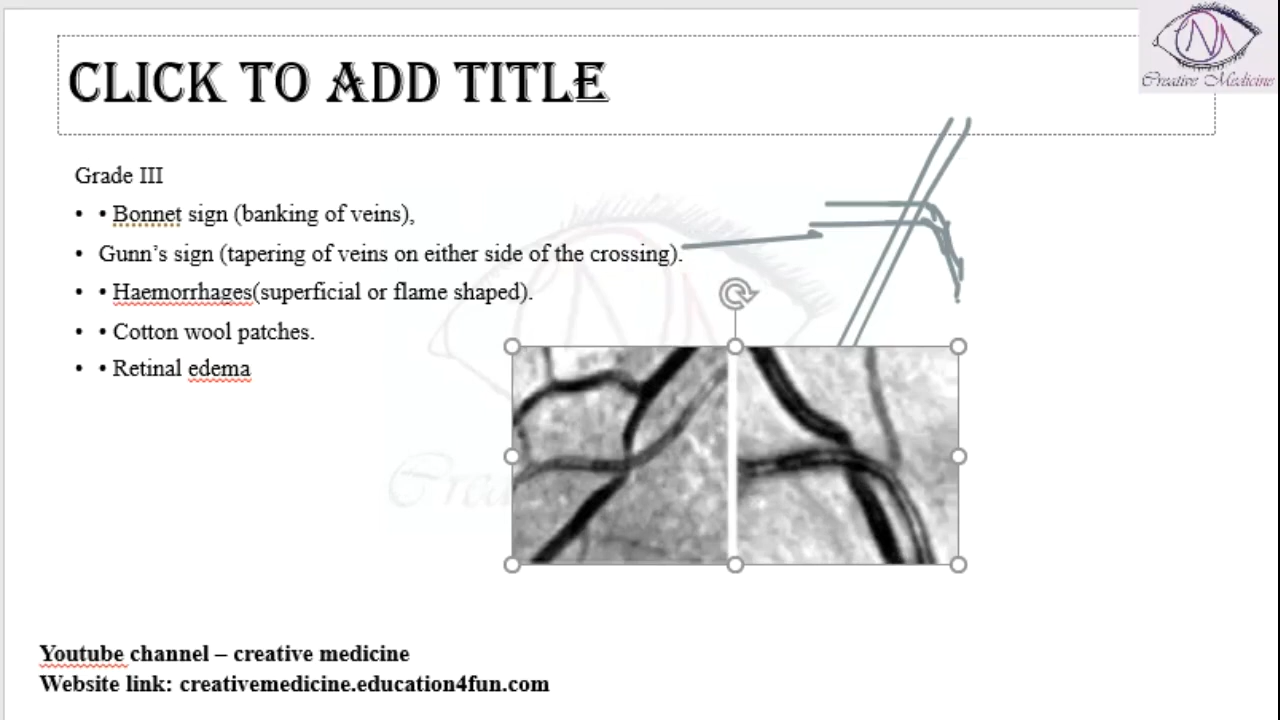 Creative Medicine
CLICK TO ADD TITLE
Grade III
• • Bonnet sign (banking of veins),
• Gunn’s sign (tapering of veins on either side of the crossing).
• • Haemorrhages(superficial or flame shaped).
• • Cotton wool patches.
• • Retinal edema
Youtube channel – creative medicine
Website link: creativemedicine.education4fun.com